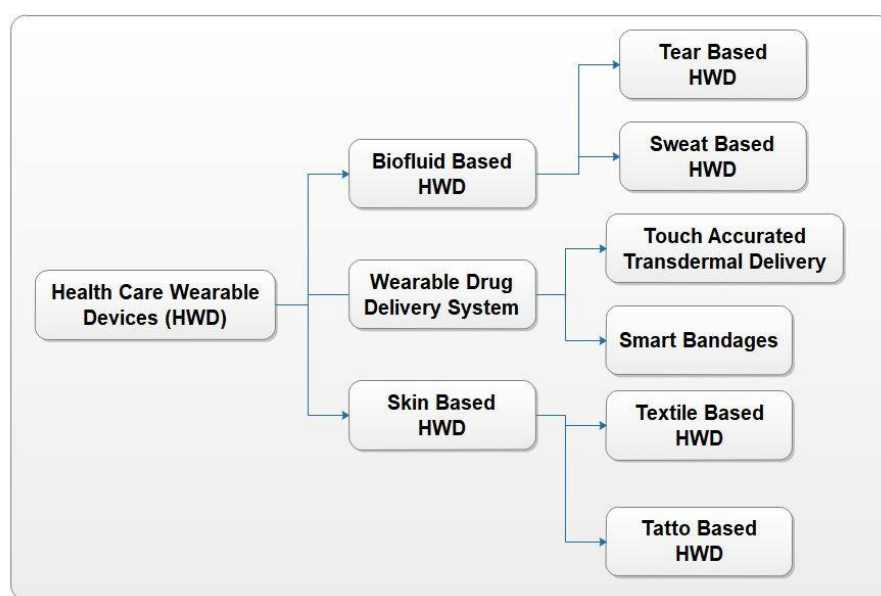 Tear Based
HWD
Biofluid Based
HWD
Sweat Based
HWD
Health Care Wearable
Devices (HWD)
Wearable Drug
Delivery System
Touch Accurated
Transdermal Delivery
Smart Bandages
Skin Based
HWD
Textile Based
HWD
Tatto Based
HWD